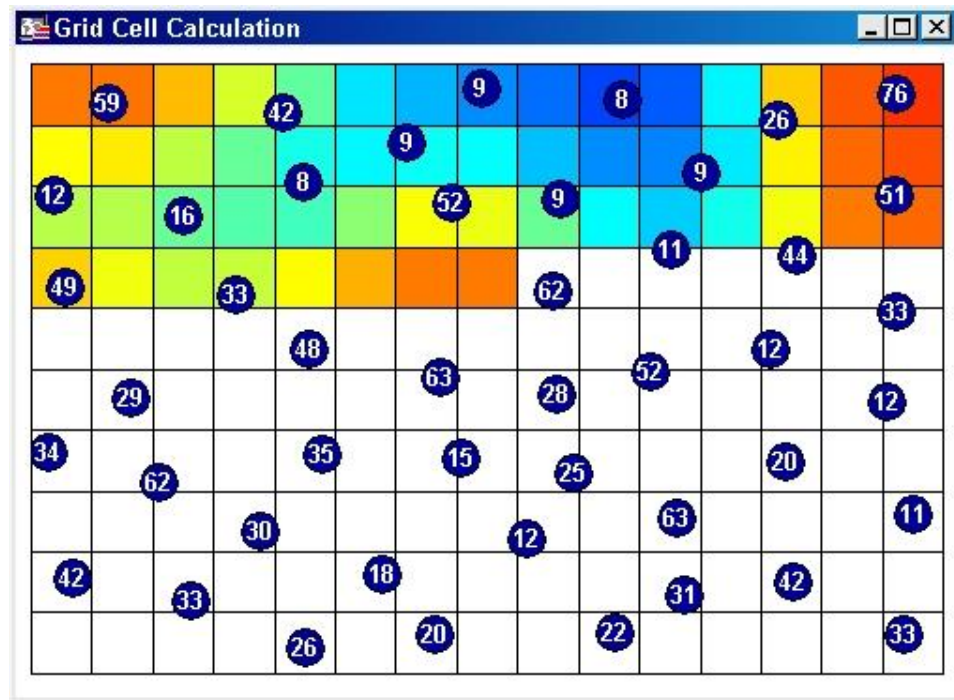 Grid Cell Calculation
59 42 9 9 8 26 76
12 16 8 52 9 9 51
49 33 62 11 44 33
48 63 28 52 12
29 12
34 62 35 15 25 20
30 12 63 11
42 33 18 31 42
26 20 22 33